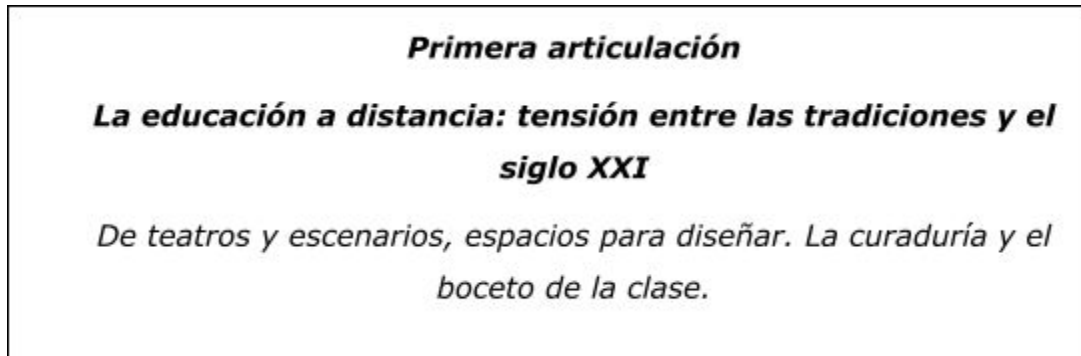 Primera articulación
La educación a distancia: tensión entre las tradiciones y el
siglo XXI
De teatros y escenarios, espacios para diseñar. La curaduría y el
boceto de la clase.